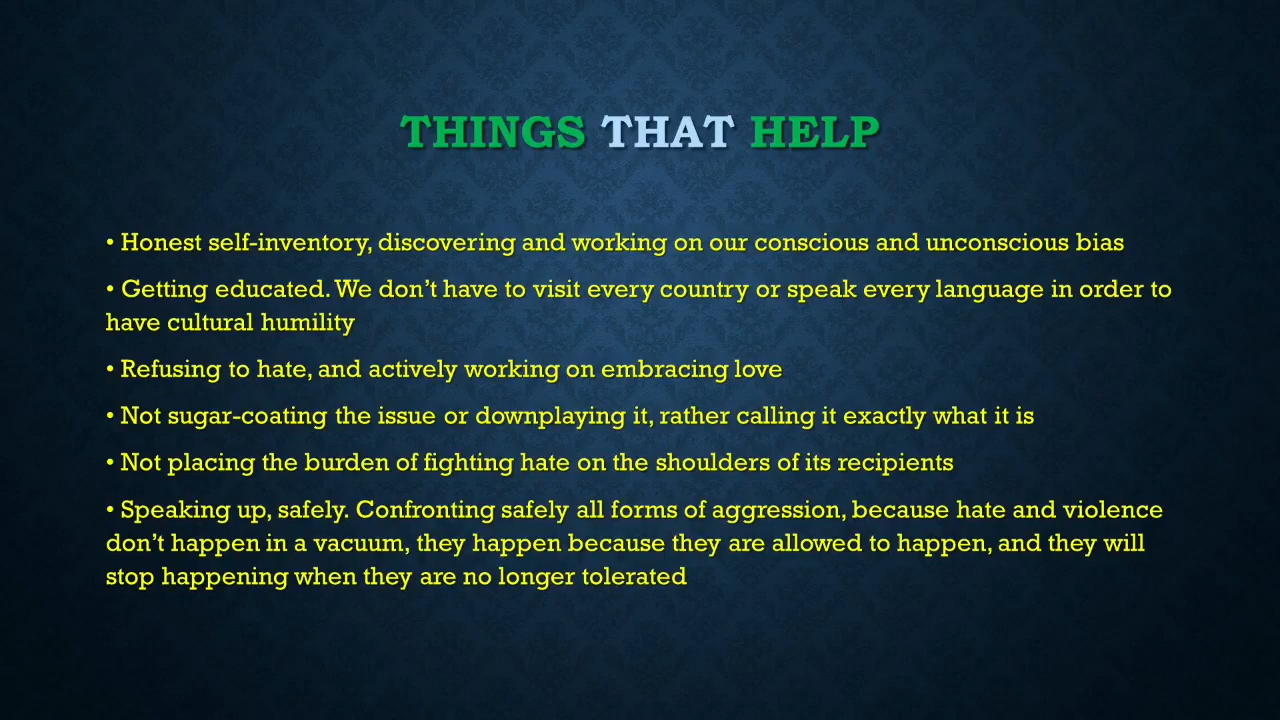 THINGS THAT HELP
• Honest self-inventory, discovering and working on our conscious and unconscious bias
• Getting educated. We don’t have to visit every country or speak every language in order to
have cultural humility
• Refusing to hate, and actively working on embracing love
• Not sugar-coating the issue or downplaying it, rather calling it exactly what it is
• Not placing the burden of fighting hate on the shoulders of its recipients
• Speaking up, safely. Confronting safely all forms of aggression, because hate and violence
don’t happen in a vacuum, they happen because they are allowed to happen, and they will
stop happening when they are no longer tolerated